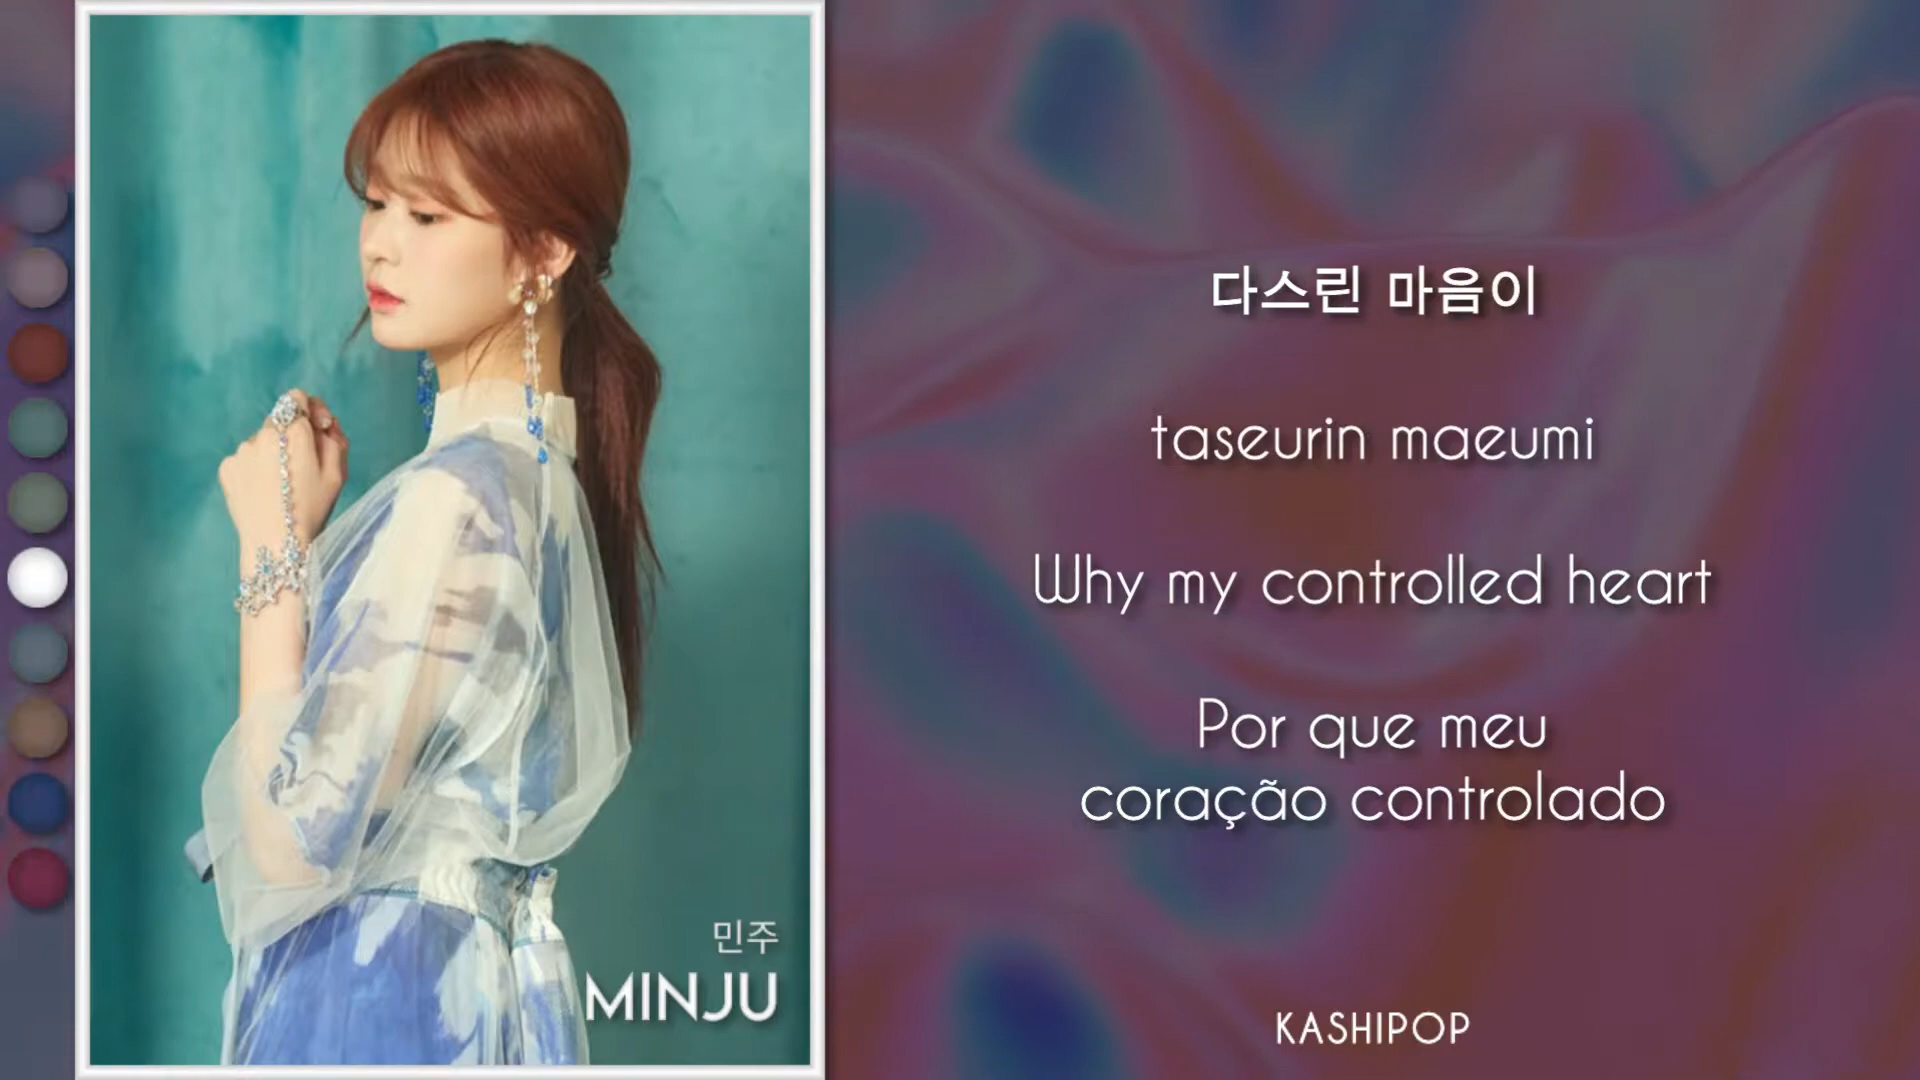 민주
MINJU
다스린 마음이
taseurin maeumi
Why my controlled heart
Por que meu
coração controlado
KASHIPOP